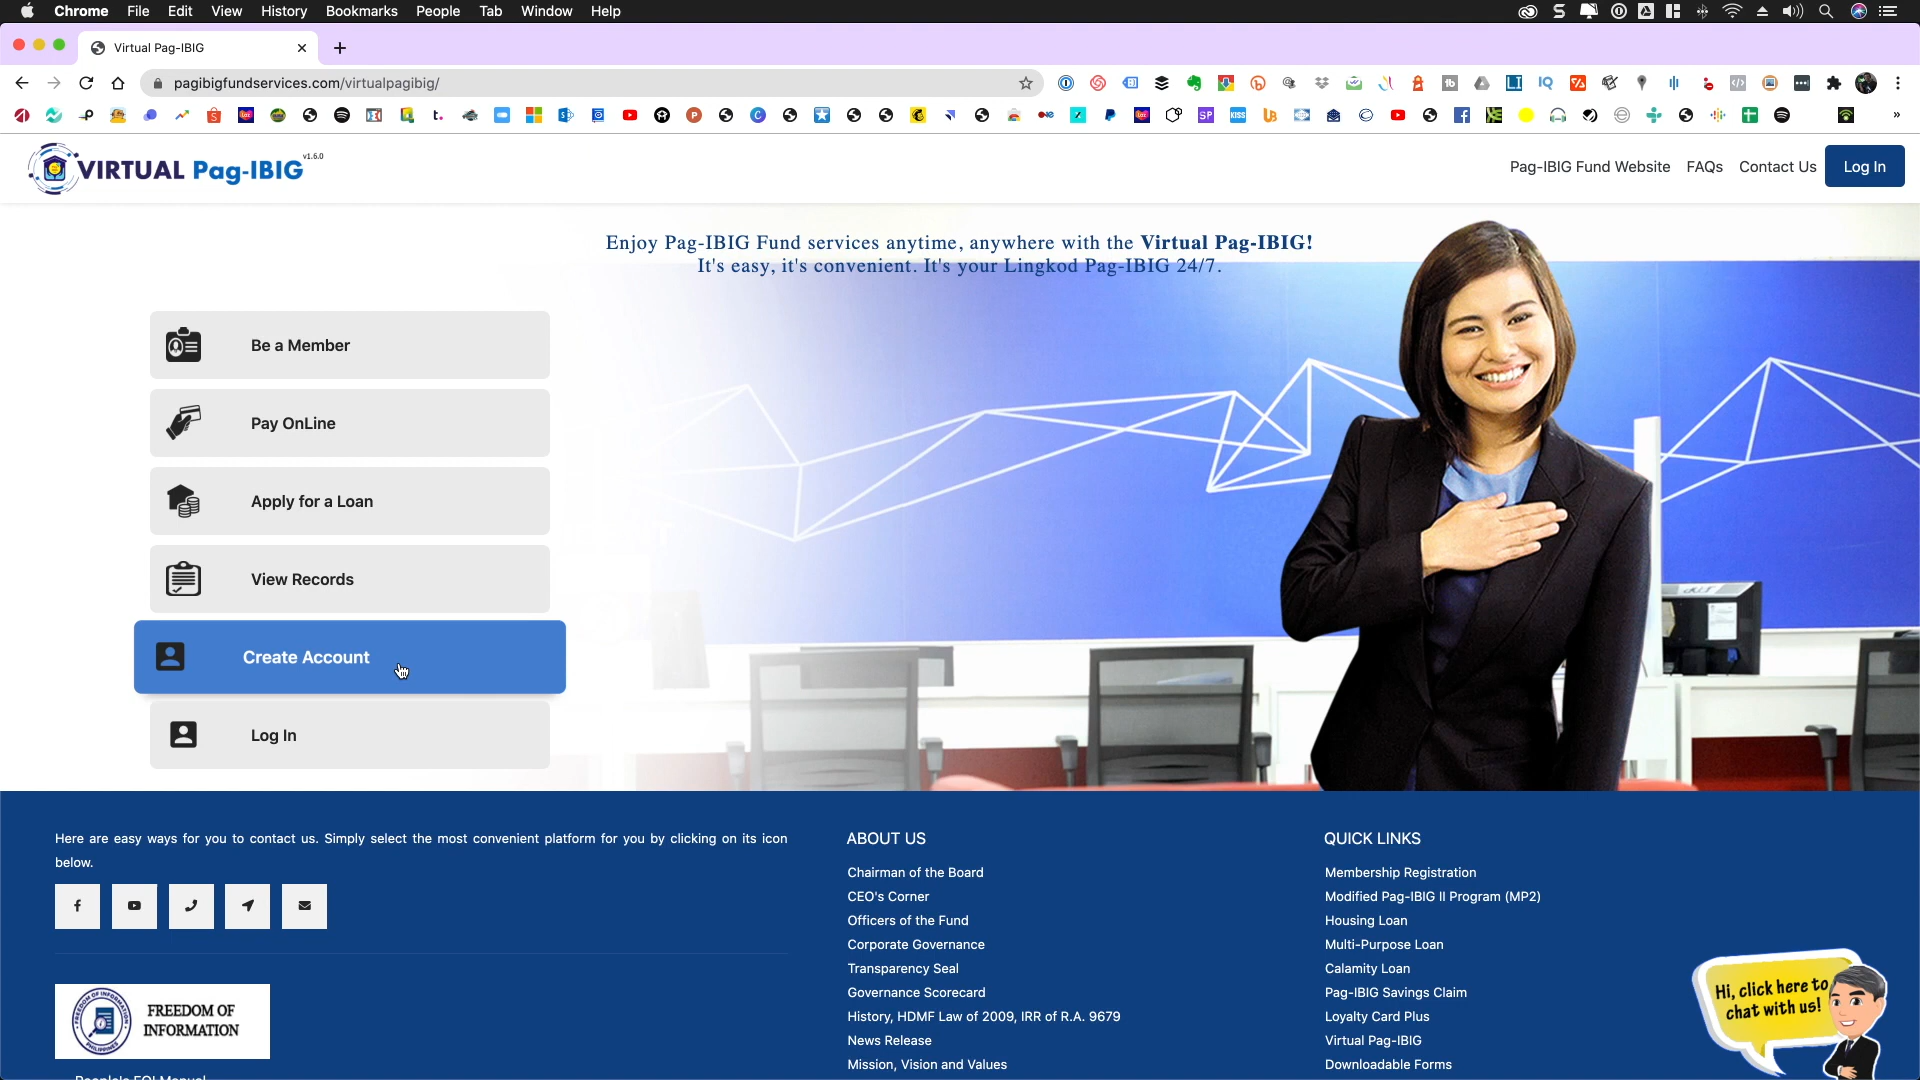 Chrome File Edit View History Bookmarks People Tab Window Help
Virtual Pag-IBIG
pagibigfundservices.com/virtualpagibig/
VIRTUAL Pag-IBIG v1.6.0
Pag-IBIG Fund Website FAQs Contact Us Log In
Enjoy Pag-IBIG Fund services anytime, anywhere with the Virtual Pag-IBIG!
It's easy, it's convenient. It's your Lingkod Pag-IBIG 24/7.
Be a Member
Pay OnLine
Apply for a Loan
View Records
Create Account
Log In
Here are easy ways for you to contact us. Simply select the most convenient platform for you by clicking on its icon
below.
FREEDOM OF
INFORMATION
People's FOI Manual
ABOUT US
Chairman of the Board
CEO's Corner
Officers of the Fund
Corporate Governance
Transparency Seal
Governance Scorecard
History, HDMF Law of 2009, IRR of R.A. 9679
News Release
Mission, Vision and Values
QUICK LINKS
Membership Registration
Modified Pag-IBIG II Program (MP2)
Housing Loan
Multi-Purpose Loan
Calamity Loan
Pag-IBIG Savings Claim
Loyalty Card Plus
Virtual Pag-IBIG
Downloadable Forms
Hi, click here to
chat with us!